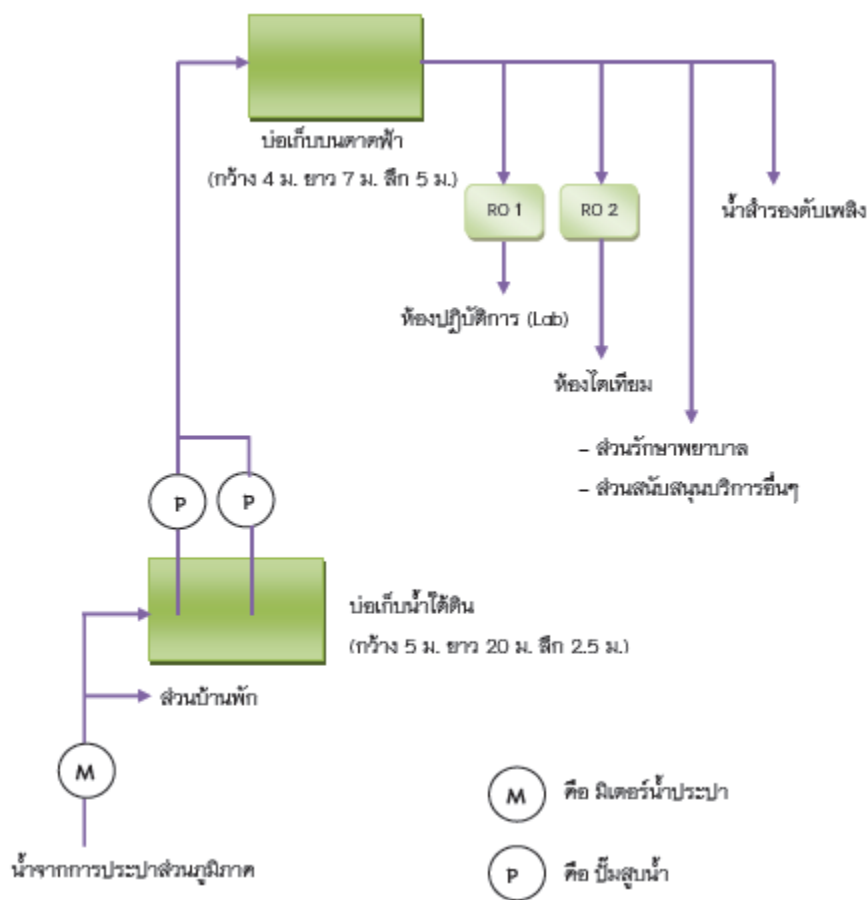 บ่อเก็บบนดาดฟ้า
(กว้าง 4 ม. ยาว 7 ม. ลึก 5 ม.)
RO 1
RO 2
น้ำสำรองดับเพลิง
ห้องปฏิบัติการ (Lab)
ห้องไตเทียม
- ส่วนรักษาพยาบาล
- ส่วนสนับสนุนบริการอื่นๆ
P
P
บ่อเก็บน้ำใต้ดิน
(กว้าง 5 ม. ยาว 20 ม. ลึก 2.5 ม.)
ส่วนบ้านพัก
M
น้ำจากการประปาส่วนภูมิภาค
M คือ มิเตอร์น้ำประปา
P คือ ปั๊มสูบน้ำ